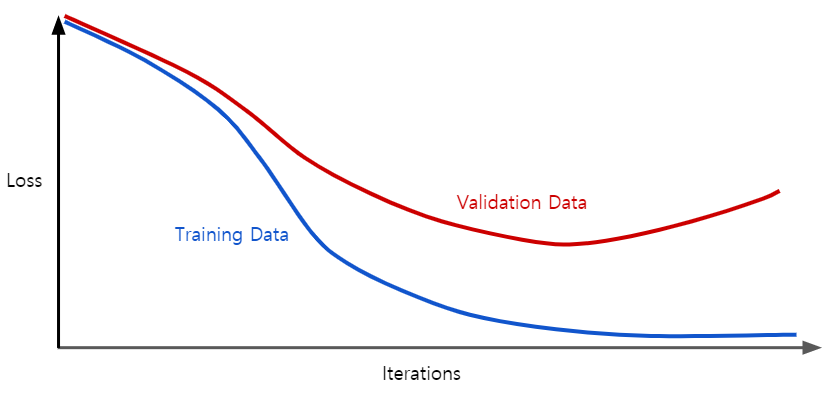 Loss
Validation Data
Training Data
Iterations